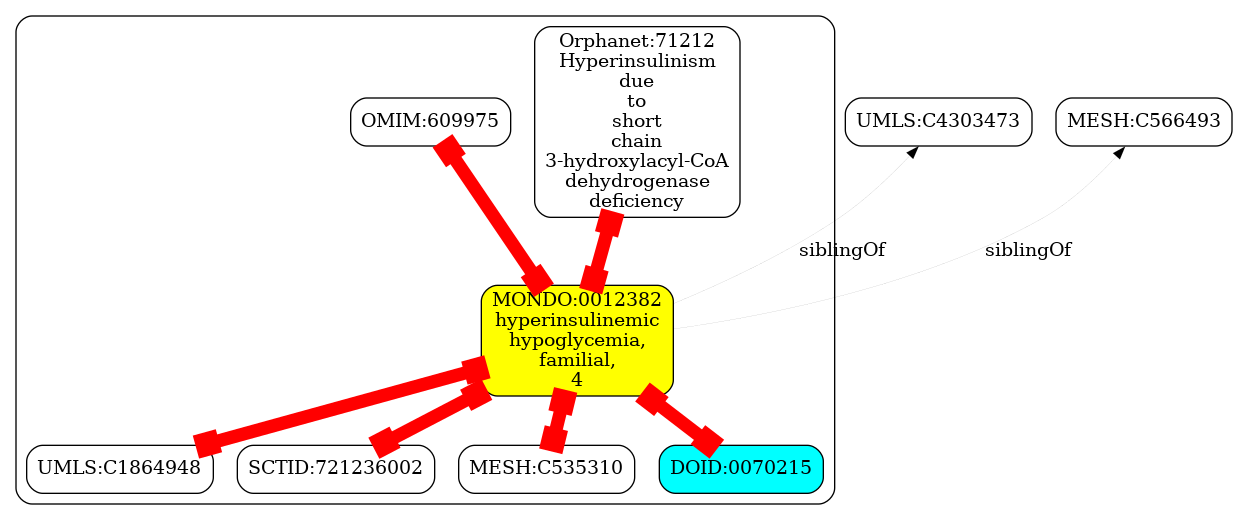 Orphanet:71212
Hyperinsulinism
due
to
short
chain
3-hydroxylacyl-CoA
dehydrogenase
deficiency
OMIM:609975
UMLS:C4303473
MESH:C566493
siblingOf
siblingOf
MONDO:0012382
hyperinsulinemic
hypoglycemia,
familial,
4
UMLS:C1864948
SCTID:721236002
MESH:C535310
DOID:0070215